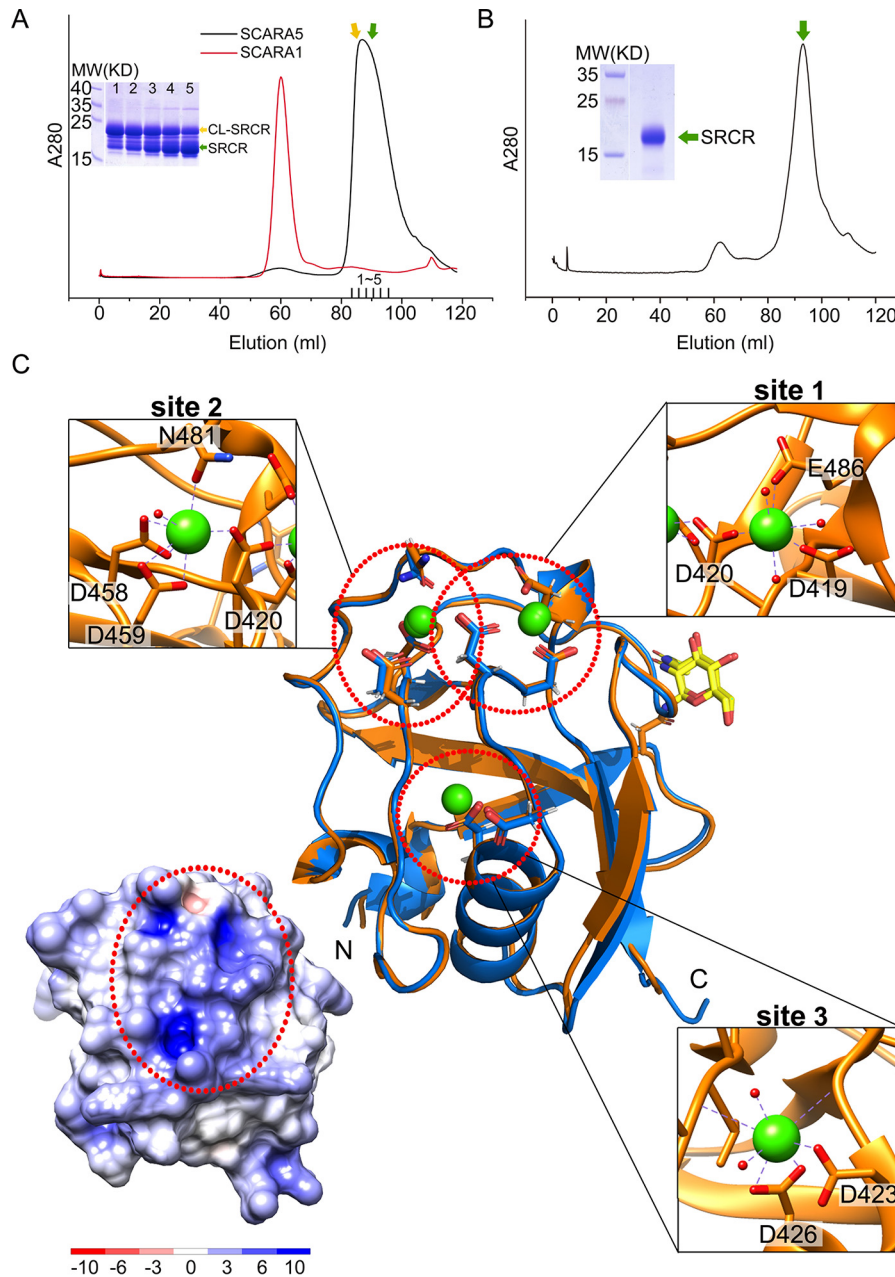 A
SCARA5
SCARA1
MW(KD)
1 2 3 4 5
40
35
25
15
CL-SRCR
SRCR
A280
1~5
0 20 40 60 80 100 120
Elution (ml)
B
MW(KD)
35
25
15
SRCR
A280
0 20 40 60 80 100 120
Elution (ml)
C
site 2
N481
D458
D459
D420
site 1
E486
D420
D419
N
C
site 3
D423
D426
-10 -6 -3 0 3 6 10